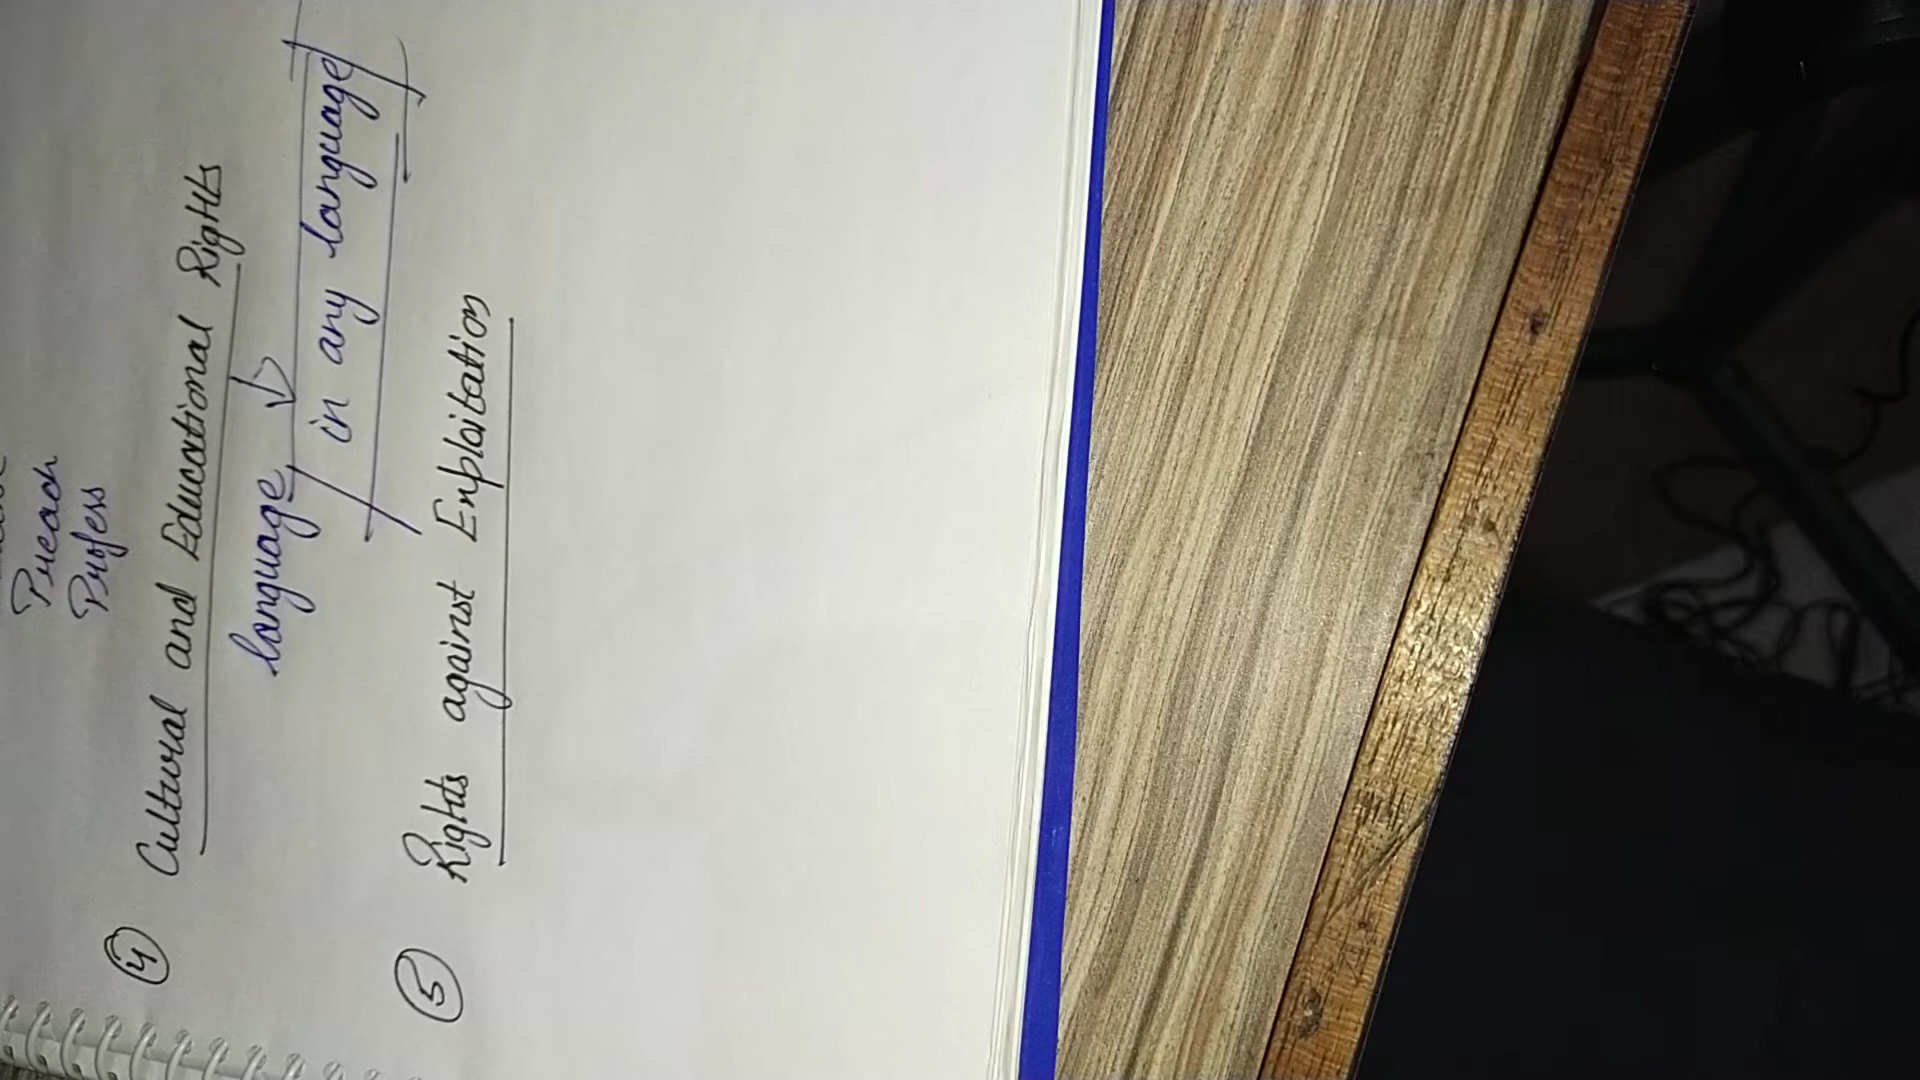 Preach
Profess
④ Cultural and Educational Rights
language
in any language
⑤ Rights against Exploitation